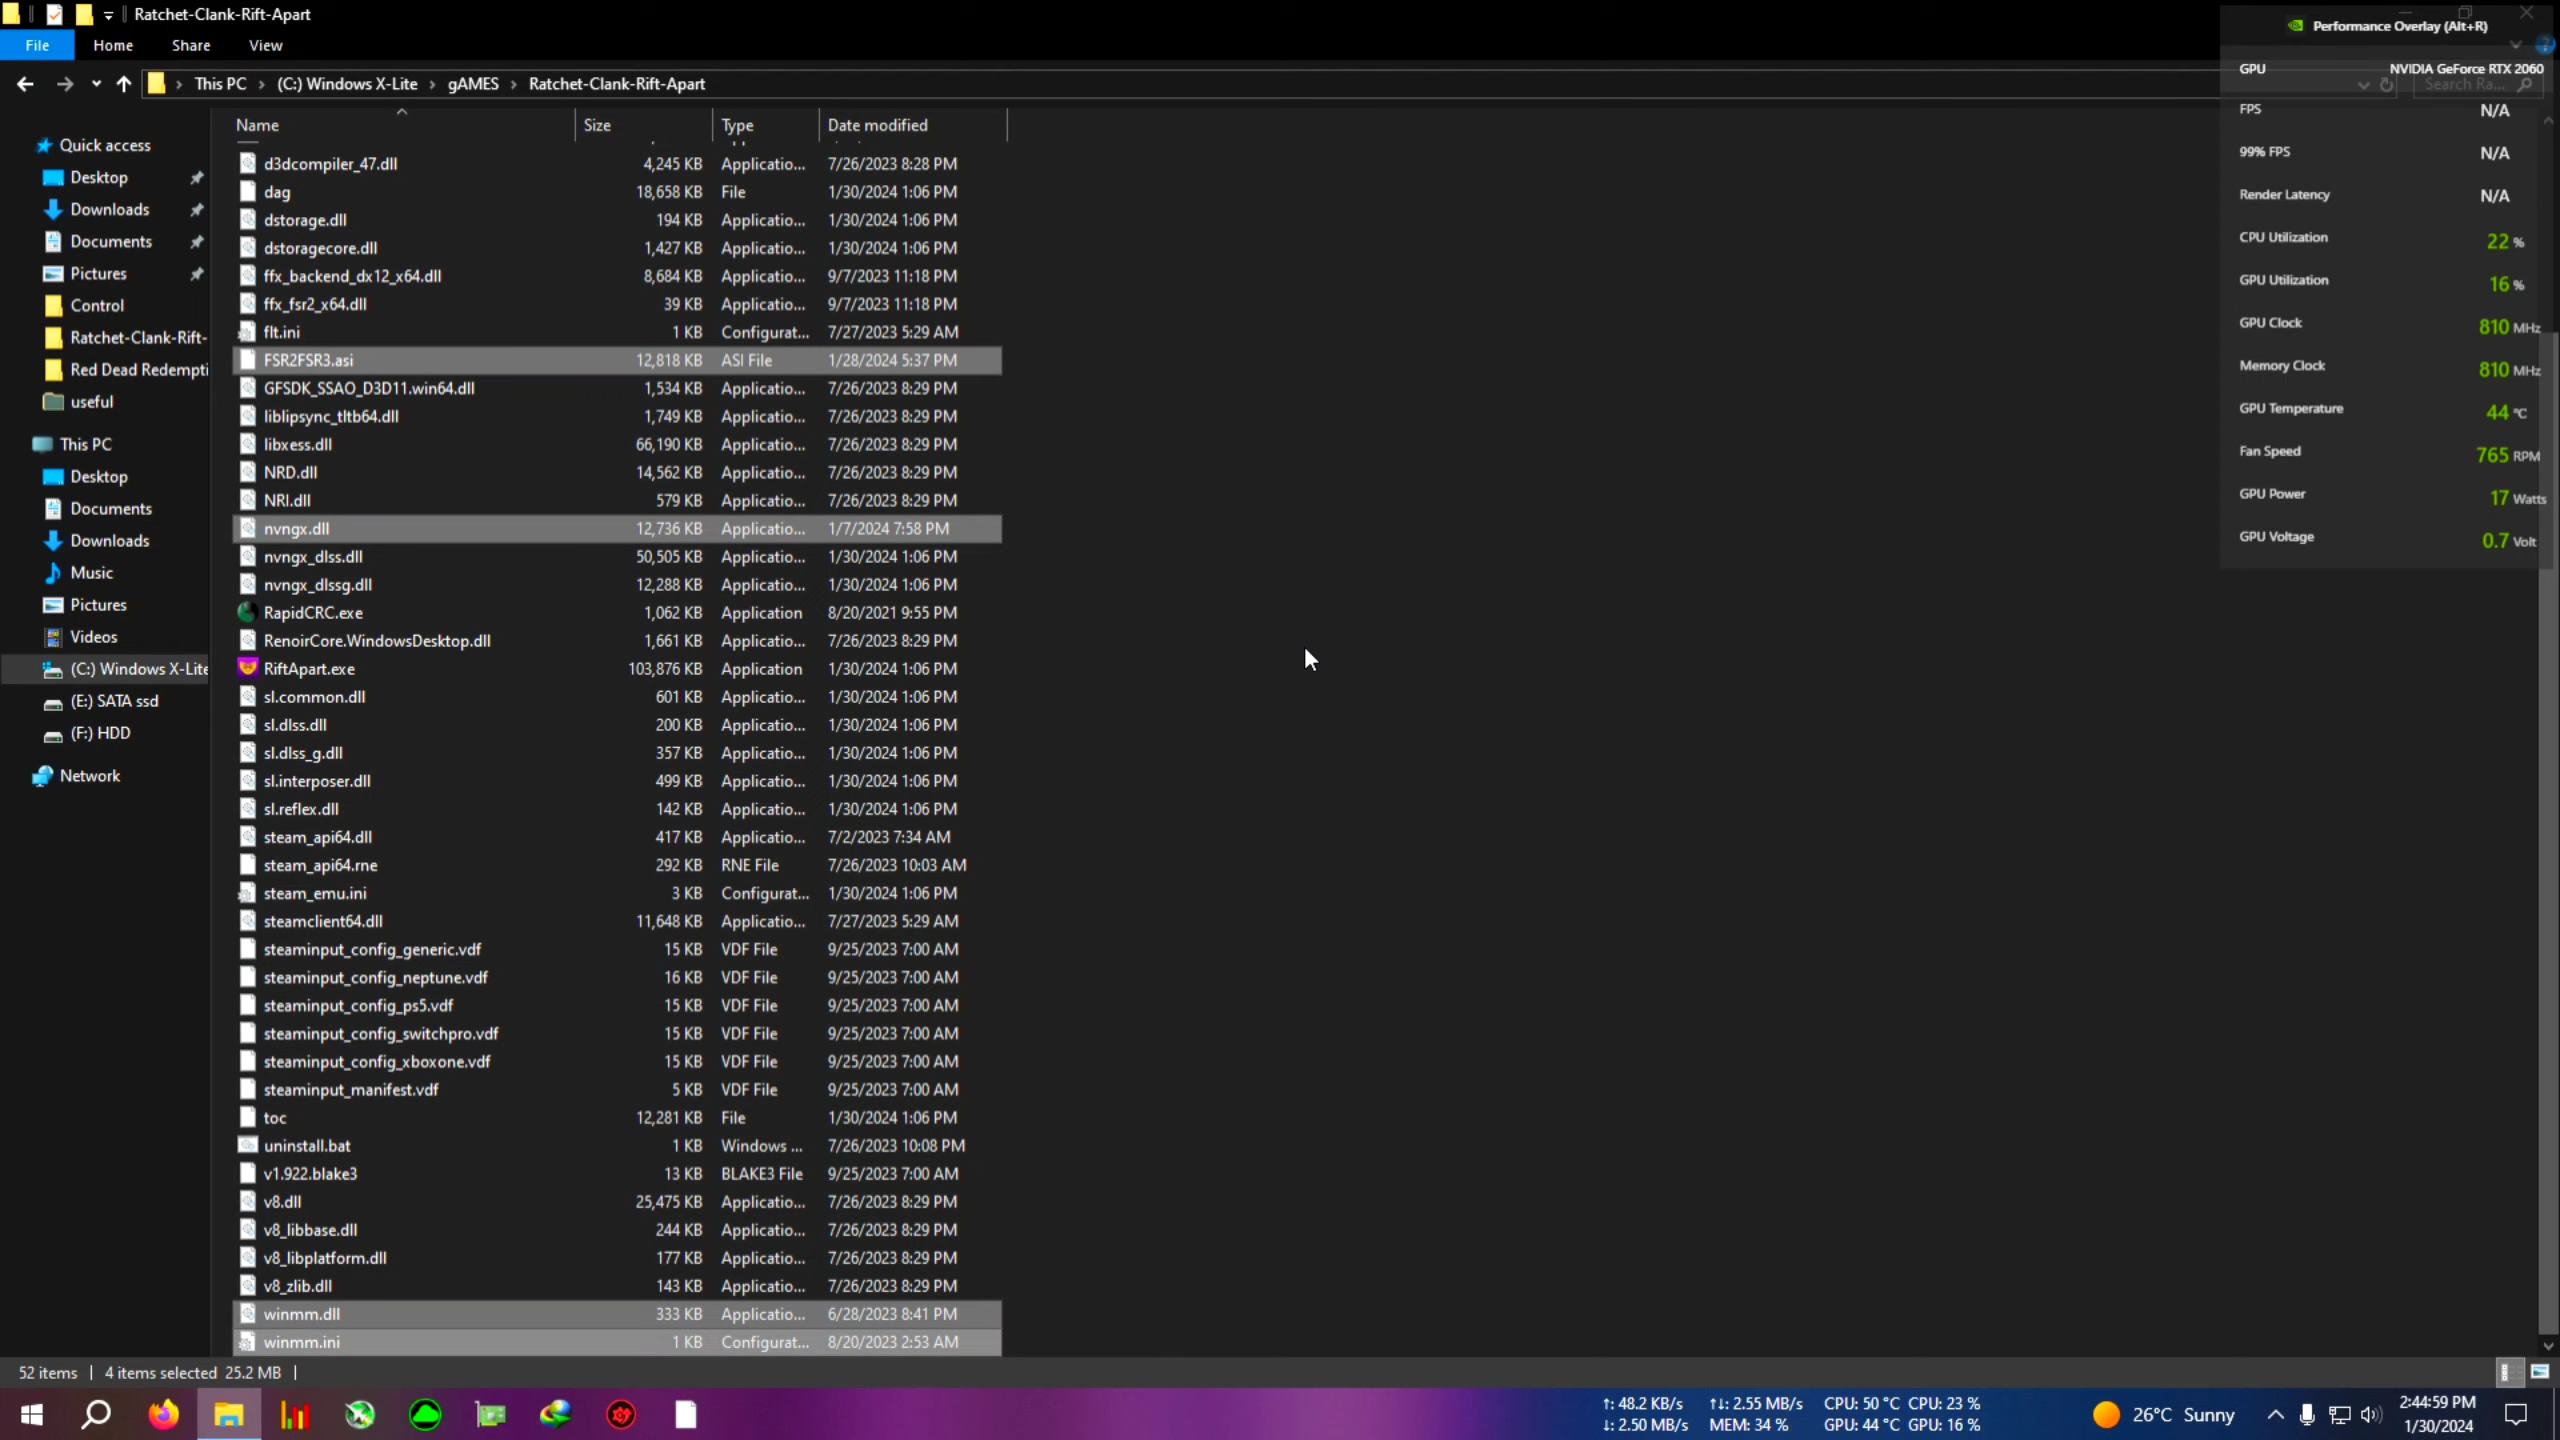 Ratchet-Clank-Rift-Apart
Performance Overlay (Alt+R)
File Home Share View
GPU NVIDIA GeForce RTX 2060
This PC (C:) Windows X-Lite gAMES Ratchet-Clank-Rift-Apart
Search Ra...
FPS N/A
99% FPS N/A
Render Latency N/A
CPU Utilization 22 %
GPU Utilization 16 %
GPU Clock 810 MHz
Memory Clock 810 MHz
GPU Temperature 44 °C
Fan Speed 765 RPM
GPU Power 17 Watts
GPU Voltage 0.7 Volt
Quick access
Desktop
Downloads
Documents
Pictures
Control
Ratchet-Clank-Rift-
Red Dead Redempti
useful
This PC
Desktop
Documents
Downloads
Music
Pictures
Videos
(C:) Windows X-Lite
(E:) SATA ssd
(F:) HDD
Network
Name Size Type Date modified
d3dcompiler_47.dll 4,245 KB Applicatio... 7/26/2023 8:28 PM
dag 18,658 KB File 1/30/2024 1:06 PM
dstorage.dll 194 KB Applicatio... 1/30/2024 1:06 PM
dstoragecore.dll 1,427 KB Applicatio... 1/30/2024 1:06 PM
ffx_backend_dx12_x64.dll 8,684 KB Applicatio... 9/7/2023 11:18 PM
ffx_fsr2_x64.dll 39 KB Applicatio... 9/7/2023 11:18 PM
flt.ini 1 KB Configurat... 7/27/2023 5:29 AM
FSR2FSR3.asi 12,818 KB ASI File 1/28/2024 5:37 PM
GFSDK_SSAO_D3D11.win64.dll 1,534 KB Applicatio... 7/26/2023 8:29 PM
liblipsync_tltb64.dll 1,749 KB Applicatio... 7/26/2023 8:29 PM
libxess.dll 66,190 KB Applicatio... 7/26/2023 8:29 PM
NRD.dll 14,562 KB Applicatio... 7/26/2023 8:29 PM
NRI.dll 579 KB Applicatio... 7/26/2023 8:29 PM
nvngx.dll 12,736 KB Applicatio... 1/7/2024 7:58 PM
nvngx_dlss.dll 50,505 KB Applicatio... 1/30/2024 1:06 PM
nvngx_dlssg.dll 12,288 KB Applicatio... 1/30/2024 1:06 PM
RapidCRC.exe 1,062 KB Application 8/20/2021 9:55 PM
RenoirCore.WindowsDesktop.dll 1,661 KB Applicatio... 7/26/2023 8:29 PM
RiftApart.exe 103,876 KB Application 1/30/2024 1:06 PM
sl.common.dll 601 KB Applicatio... 1/30/2024 1:06 PM
sl.dlss.dll 200 KB Applicatio... 1/30/2024 1:06 PM
sl.dlss_g.dll 357 KB Applicatio... 1/30/2024 1:06 PM
sl.interposer.dll 499 KB Applicatio... 1/30/2024 1:06 PM
sl.reflex.dll 142 KB Applicatio... 1/30/2024 1:06 PM
steam_api64.dll 417 KB Applicatio... 7/2/2023 7:34 AM
steam_api64.rne 292 KB RNE File 7/26/2023 10:03 AM
steam_emu.ini 3 KB Configurat... 1/30/2024 1:06 PM
steamclient64.dll 11,648 KB Applicatio... 7/27/2023 5:29 AM
steaminput_config_generic.vdf 15 KB VDF File 9/25/2023 7:00 AM
steaminput_config_neptune.vdf 16 KB VDF File 9/25/2023 7:00 AM
steaminput_config_ps5.vdf 15 KB VDF File 9/25/2023 7:00 AM
steaminput_config_switchpro.vdf 15 KB VDF File 9/25/2023 7:00 AM
steaminput_config_xboxone.vdf 15 KB VDF File 9/25/2023 7:00 AM
steaminput_manifest.vdf 5 KB VDF File 9/25/2023 7:00 AM
toc 12,281 KB File 1/30/2024 1:06 PM
uninstall.bat 1 KB Windows ... 7/26/2023 10:08 PM
v1.922.blake3 13 KB BLAKE3 File 9/25/2023 7:00 AM
v8.dll 25,475 KB Applicatio... 7/26/2023 8:29 PM
v8_libbase.dll 244 KB Applicatio... 7/26/2023 8:29 PM
v8_libplatform.dll 177 KB Applicatio... 7/26/2023 8:29 PM
v8_zlib.dll 143 KB Applicatio... 7/26/2023 8:29 PM
winmm.dll 333 KB Applicatio... 6/28/2023 8:41 PM
winmm.ini 1 KB Configurat... 8/20/2023 2:53 AM
52 items 4 items selected 25.2 MB
↑: 48.2 KB/s ↑↓: 2.55 MB/s CPU: 50 °C CPU: 23 %
↓: 2.50 MB/s MEM: 34 % GPU: 44 °C GPU: 16 %
26°C Sunny
2:44:59 PM
1/30/2024